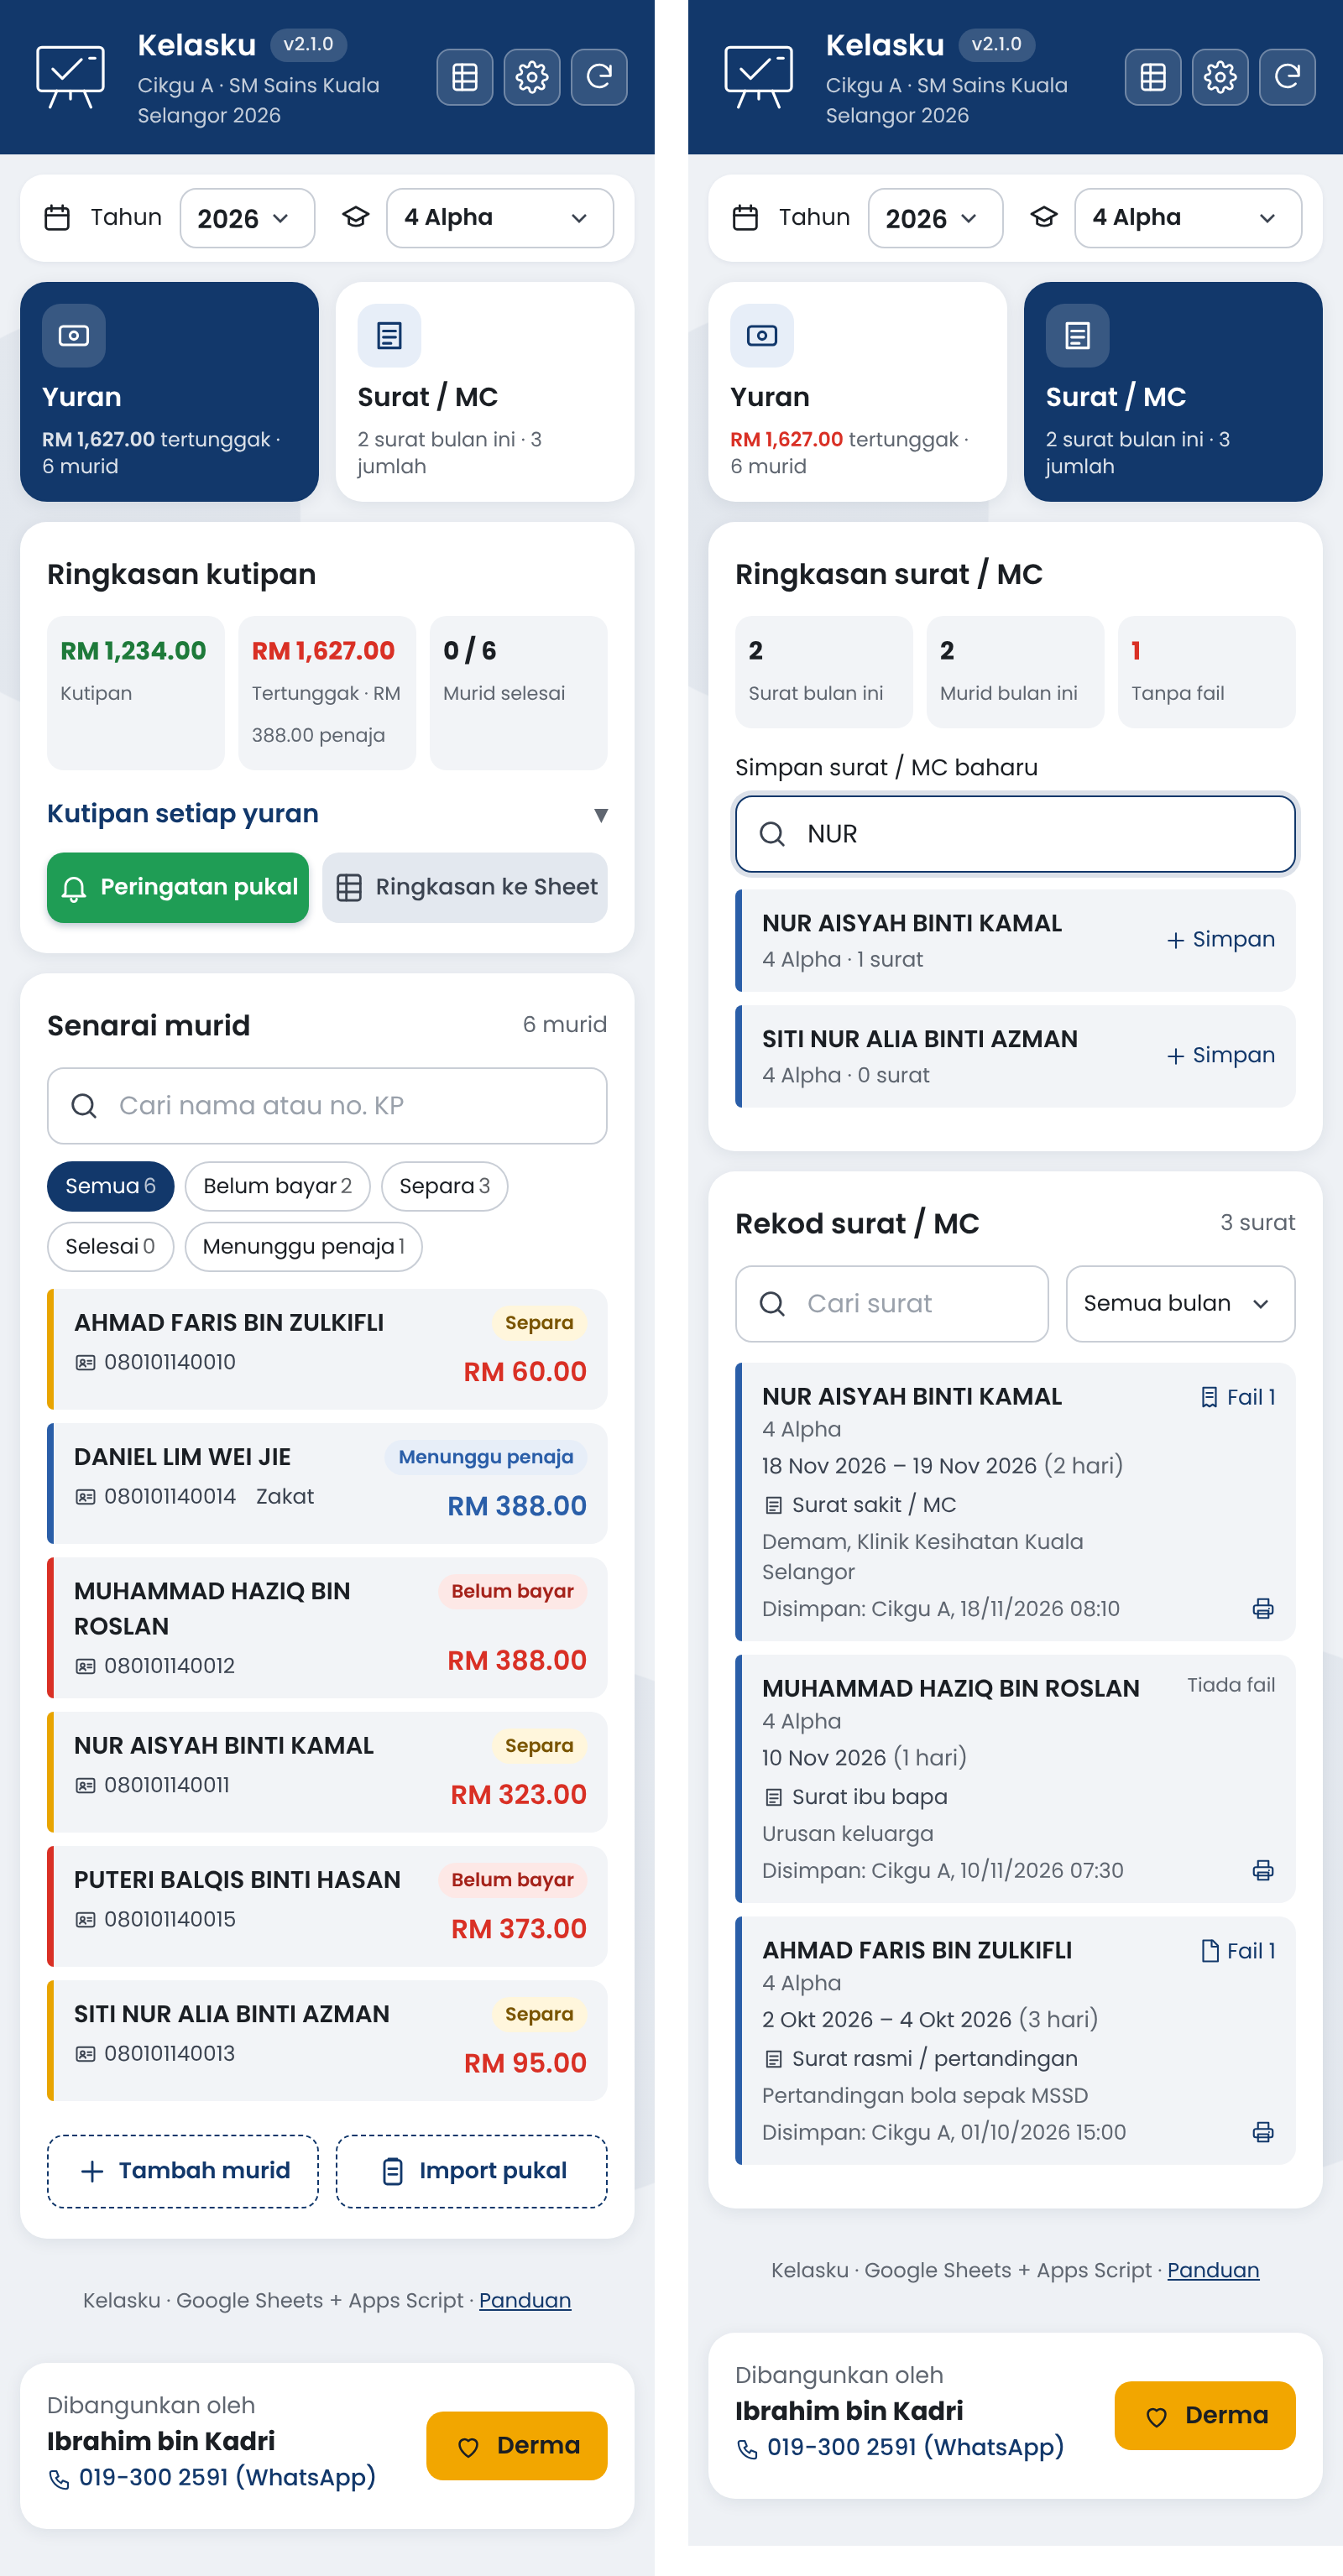 Kelasku v2.1.0
Cikgu A · SM Sains Kuala
Selangor 2026
Tahun 2026 4 Alpha
Yuran
RM 1,627.00 tertunggak ·
6 murid
Surat / MC
2 surat bulan ini · 3
jumlah
Ringkasan kutipan
RM 1,234.00
Kutipan
RM 1,627.00
Tertunggak · RM
388.00 penaja
0 / 6
Murid selesai
Kutipan setiap yuran ▼
Peringatan pukal
Ringkasan ke Sheet
Senarai murid 6 murid
Cari nama atau no. KP
Semua 6 Belum bayar 2 Separa 3
Selesai 0 Menunggu penaja 1
AHMAD FARIS BIN ZULKIFLI Separa
080101140010 RM 60.00
DANIEL LIM WEI JIE Menunggu penaja
080101140014 Zakat RM 388.00
MUHAMMAD HAZIQ BIN Belum bayar
ROSLAN
080101140012 RM 388.00
NUR AISYAH BINTI KAMAL Separa
080101140011 RM 323.00
PUTERI BALQIS BINTI HASAN Belum bayar
080101140015 RM 373.00
SITI NUR ALIA BINTI AZMAN Separa
080101140013 RM 95.00
Tambah murid
Import pukal
Kelasku · Google Sheets + Apps Script · Panduan
Dibangunkan oleh
Ibrahim bin Kadri
019-300 2591 (WhatsApp)
Derma
Kelasku v2.1.0
Cikgu A · SM Sains Kuala
Selangor 2026
Tahun 2026 4 Alpha
Yuran
RM 1,627.00 tertunggak ·
6 murid
Surat / MC
2 surat bulan ini · 3
jumlah
Ringkasan surat / MC
2
Surat bulan ini
2
Murid bulan ini
1
Tanpa fail
Simpan surat / MC baharu
NUR
NUR AISYAH BINTI KAMAL
4 Alpha · 1 surat
+ Simpan
SITI NUR ALIA BINTI AZMAN
4 Alpha · 0 surat
+ Simpan
Rekod surat / MC 3 surat
Cari surat Semua bulan
NUR AISYAH BINTI KAMAL Fail 1
4 Alpha
18 Nov 2026 – 19 Nov 2026 (2 hari)
Surat sakit / MC
Demam, Klinik Kesihatan Kuala
Selangor
Disimpan: Cikgu A, 18/11/2026 08:10
MUHAMMAD HAZIQ BIN ROSLAN Tiada fail
4 Alpha
10 Nov 2026 (1 hari)
Surat ibu bapa
Urusan keluarga
Disimpan: Cikgu A, 10/11/2026 07:30
AHMAD FARIS BIN ZULKIFLI Fail 1
4 Alpha
2 Okt 2026 – 4 Okt 2026 (3 hari)
Surat rasmi / pertandingan
Pertandingan bola sepak MSSD
Disimpan: Cikgu A, 01/10/2026 15:00
Kelasku · Google Sheets + Apps Script · Panduan
Dibangunkan oleh
Ibrahim bin Kadri
019-300 2591 (WhatsApp)
Derma